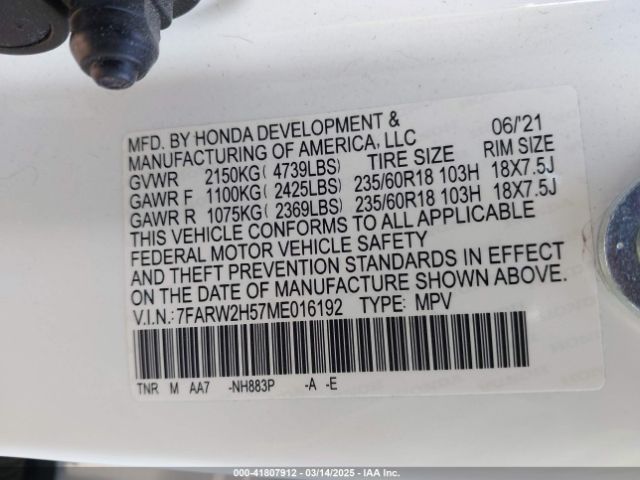 MFD. BY HONDA DEVELOPMENT & 06/'21
MANUFACTURING OF AMERICA, LLC
TIRE SIZE RIM SIZE
GVWR 2150KG( 4739LBS)
GAWR F 1100KG( 2425LBS) 235/60R18 103H 18X7.5J
GAWR R 1075KG( 2369LBS) 235/60R18 103H 18X7.5J
THIS VEHICLE CONFORMS TO ALL APPLICABLE
FEDERAL MOTOR VEHICLE SAFETY
AND THEFT PREVENTION STANDARDS IN EFFECT
ON THE DATE OF MANUFACTURE SHOWN ABOVE.
V.I.N.:7FARW2H57ME016192 TYPE: MPV
TNR M AA7 -NH883P -A -E
000-41807912 - 03/14/2025 - IAA Inc.